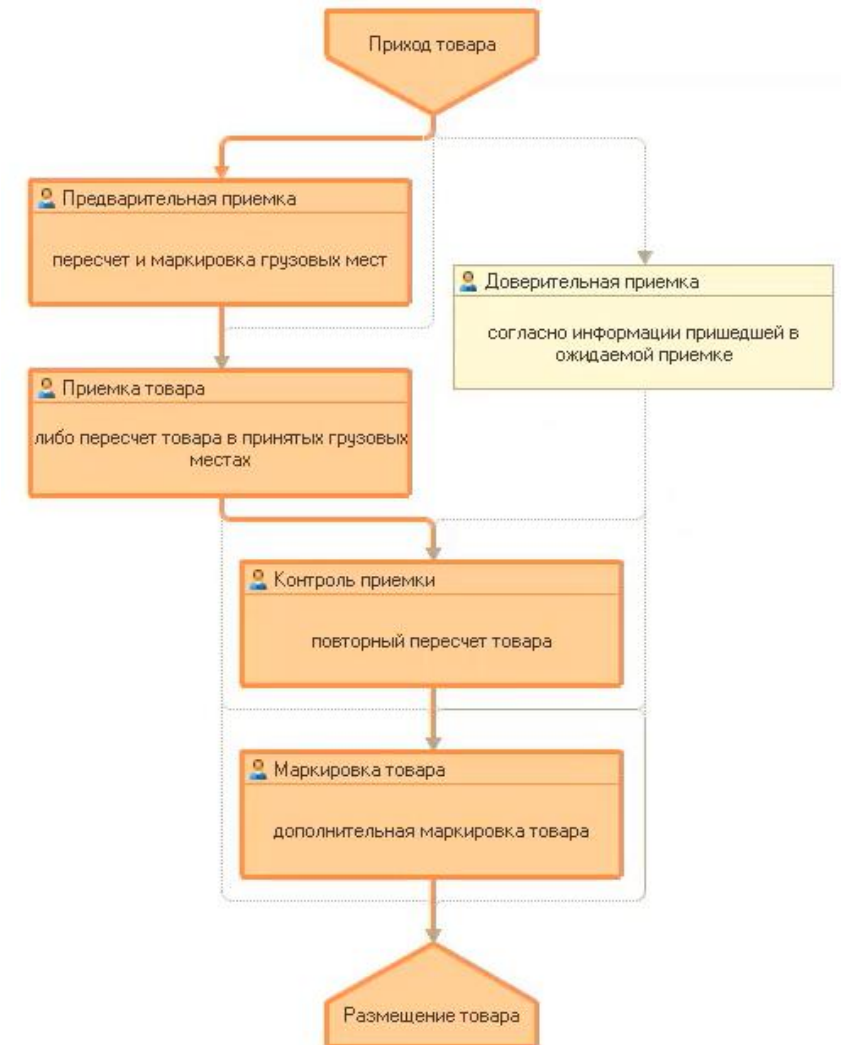 Приход товара
Предварительная приемка
пересчет и маркировка грузовых мест
Доверительная приемка
согласно информации пришедшей в
ожидаемой приемке
Приемка товара
либо пересчет товара в принятых грузовых
местах
Контроль приемки
повторный пересчет товара
Маркировка товара
дополнительная маркировка товара
Размещение товара